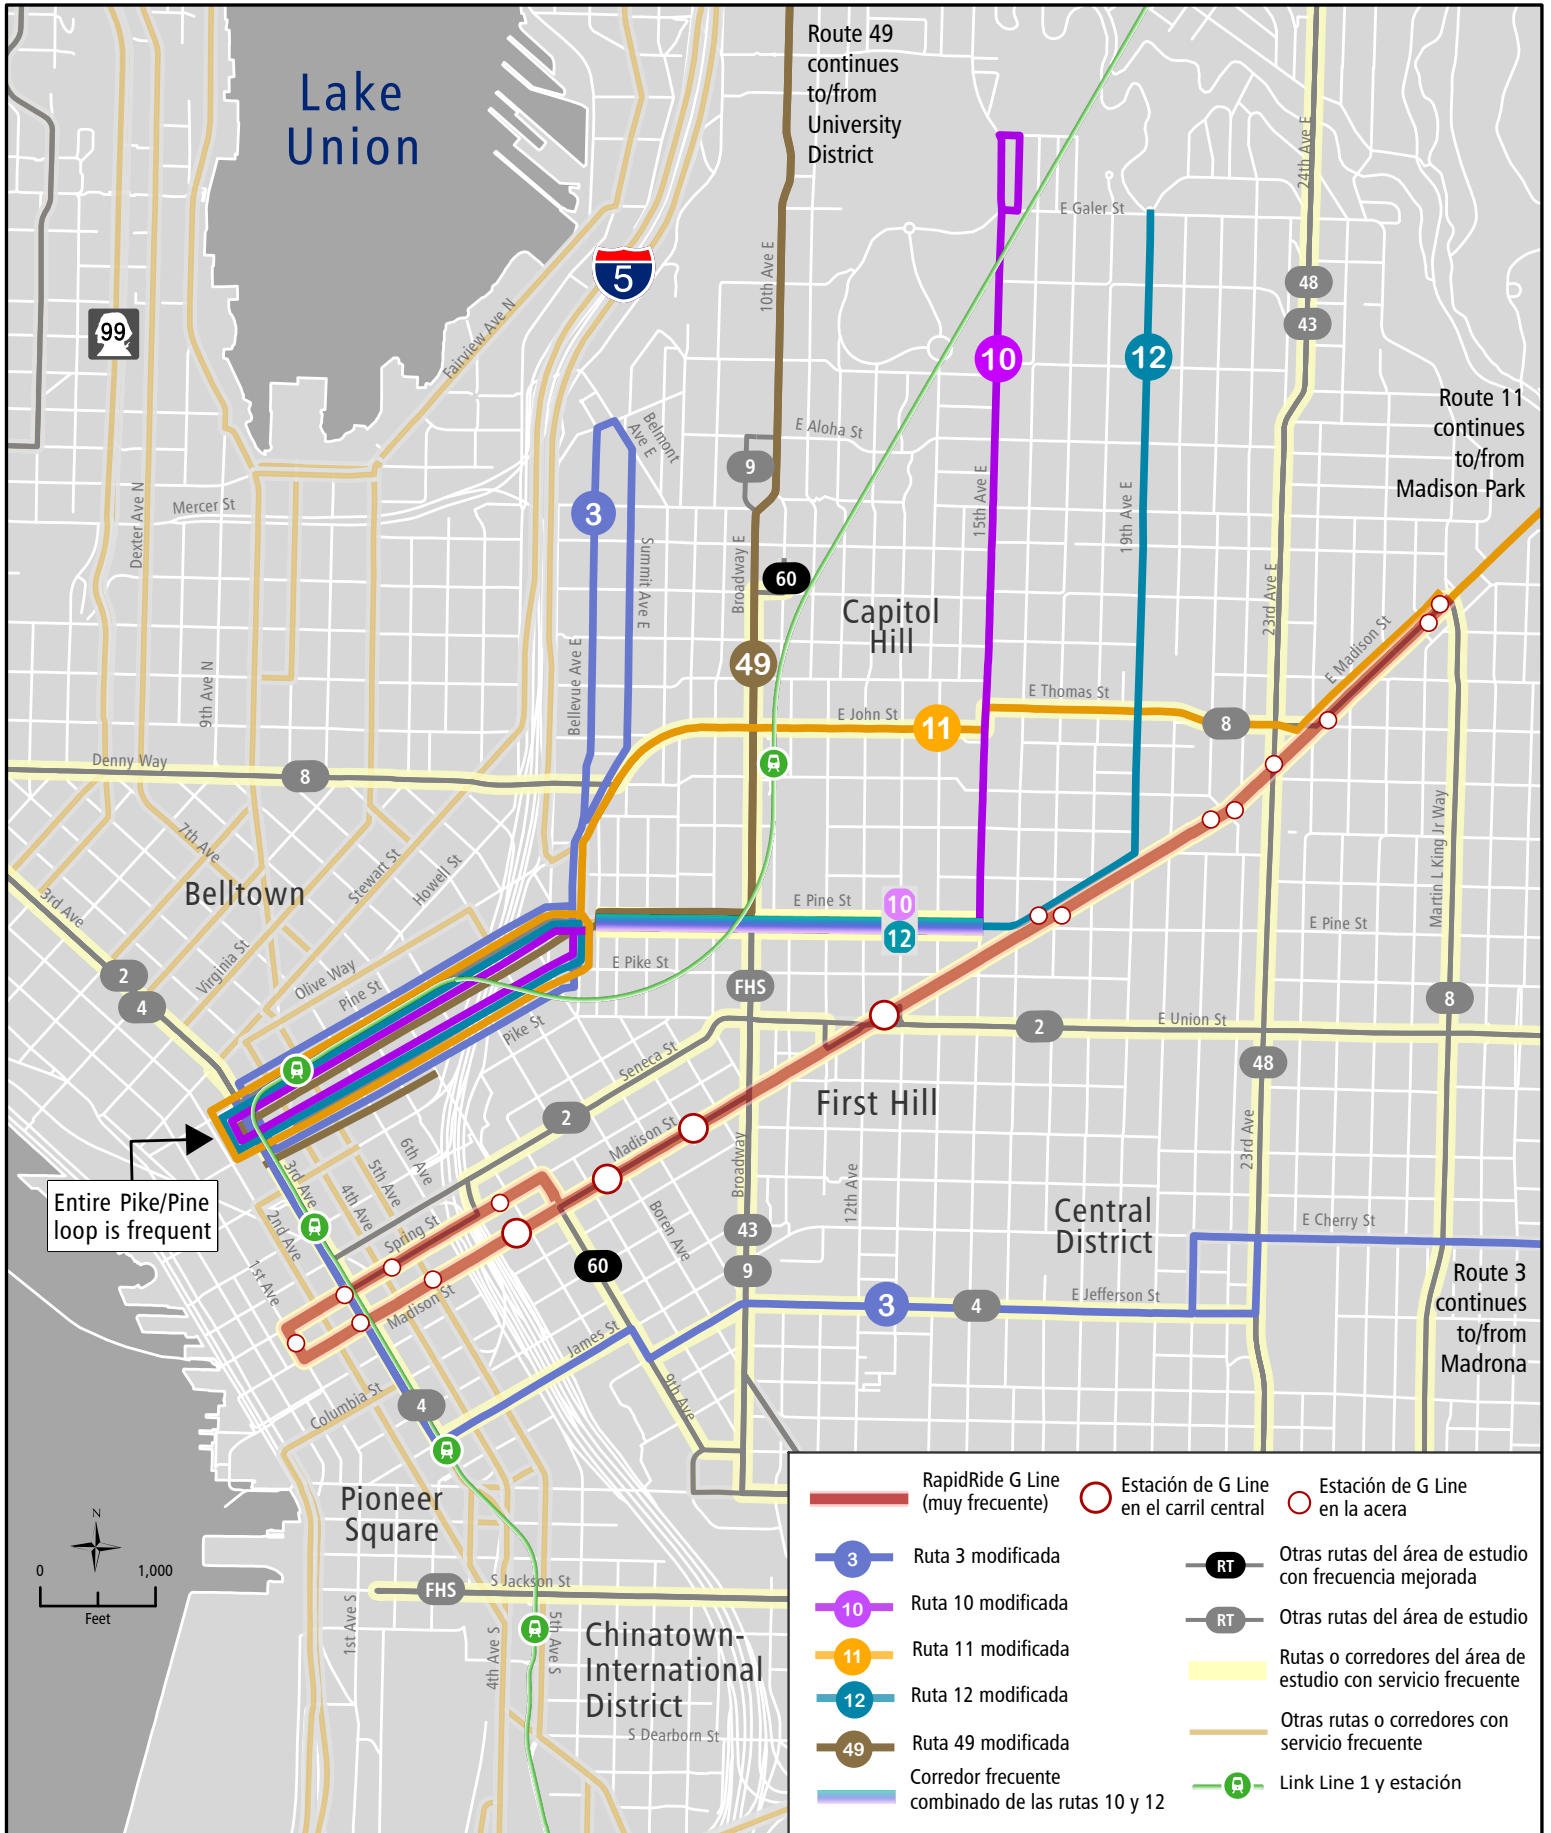 Lake
Union
Route 49
continues
to/from
University
District
24th Ave E
E Galer St
10th Ave E
5
48
43
99
Fairview Ave N
10
12
Route 11
continues
to/from
Madison Park
Belmont
Ave E
E Aloha St
9
Mercer St
Dexter Ave N
3
15th Ave E
19th Ave E
Summit Ave E
Broadway E
60
Capitol
Hill
23rd Ave E
E Madison St
9th Ave N
Bellevue Ave E
49
E Thomas St
E John St
11
8
Denny Way
8
7th Ave
Stewart St
Howell St
Martin L King Jr Way
Belltown
3rd Ave
E Pine St
10
12
E Pine St
Virginia St
Olive Way
Pine St
E Pike St
2
4
FHS
8
Pike St
2
E Union St
Seneca St
48
2
First Hill
Madison St
Entire Pike/Pine
loop is frequent
3rd Ave
6th Ave
5th Ave
4th Ave
2nd Ave
1st Ave
Spring St
Madison St
Broadway
23rd Ave
12th Ave
Boren Ave
Central
District
E Cherry St
43
9
60
3
4
E Jefferson St
Route 3
continues
to/from
Madrona
James St
9th Ave
Columbia St
4
Pioneer
Square
N
0
1,000
Feet
FHS
S Jackson St
1st Ave S
4th Ave S
5th Ave S
Chinatown-
International
District
S Dearborn St
RapidRide G Line
(muy frecuente)
Estación de G Line
en el carril central
Estación de G Line
en la acera
3
Ruta 3 modificada
10
Ruta 10 modificada
11
Ruta 11 modificada
12
Ruta 12 modificada
49
Ruta 49 modificada
Corredor frecuente
combinado de las rutas 10 y 12
RT
Otras rutas del área de estudio
con frecuencia mejorada
RT
Otras rutas del área de estudio
Rutas o corredores del área de
estudio con servicio frecuente
Otras rutas o corredores con
servicio frecuente
Link Line 1 y estación